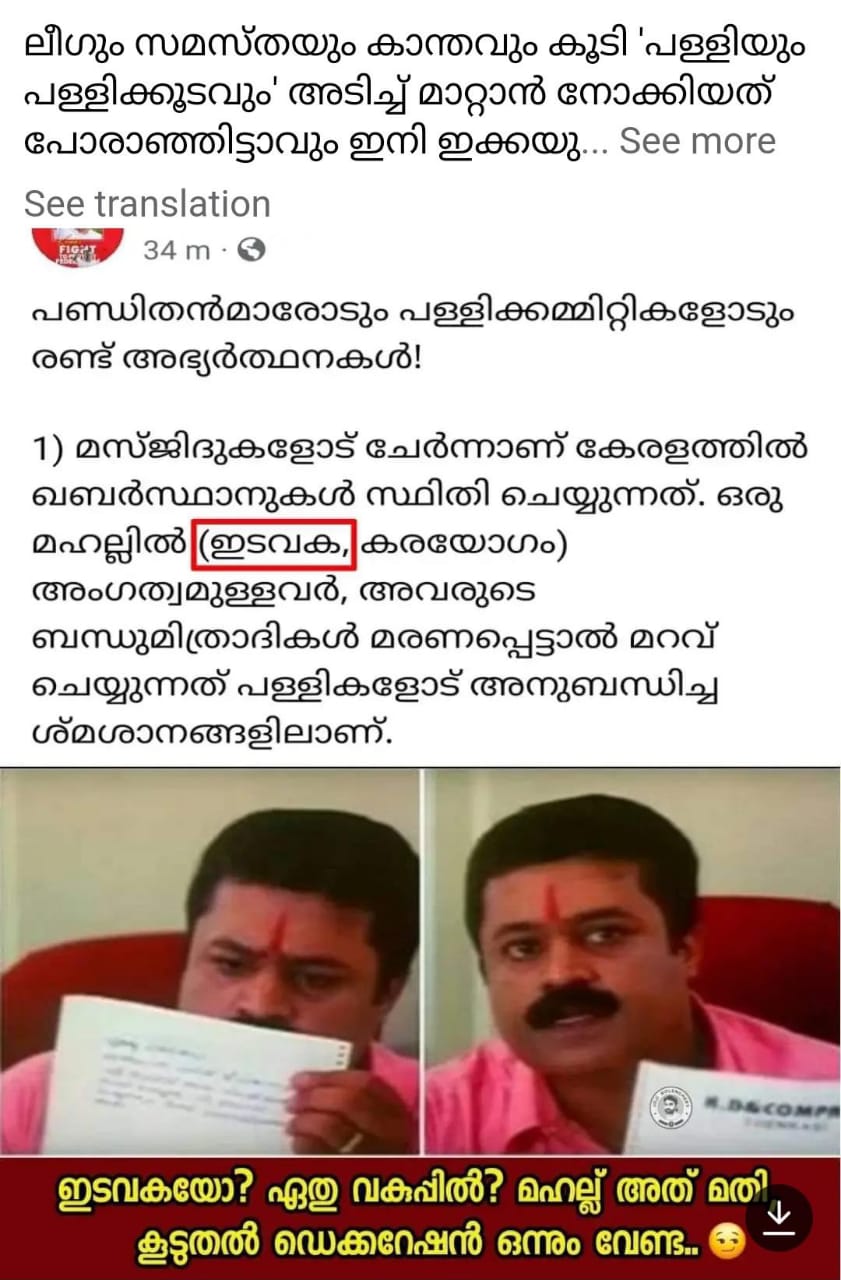 ലീഗും സമസ്തയും കാന്തവും കൂടി 'പള്ളിയും
പള്ളിക്കൂടവും' അടിച്ച് മാറ്റാൻ നോക്കിയത്
പോരാഞ്ഞിട്ടാവും ഇനി ഇക്കയു... See more
See translation
FIGHT
34 m ·
പണ്ഡിതൻമാരോടും പള്ളിക്കമ്മിറ്റികളോടും
രണ്ട് അഭ്യർത്ഥനകൾ!
1) മസ്ജിദുകളോട് ചേർന്നാണ് കേരളത്തിൽ
ഖബർസ്ഥാനുകൾ സ്ഥിതി ചെയ്യുന്നത്. ഒരു
മഹല്ലിൽ (ഇടവക, കരയോഗം)
അംഗത്വമുള്ളവർ, അവരുടെ
ബന്ധുമിത്രാദികൾ മരണപ്പെട്ടാൽ മറവ്
ചെയ്യുന്നത് പള്ളികളോട് അനുബന്ധിച്ച
ശ്മശാനങ്ങളിലാണ്.
ഇടവകയോ? ഏതു വകുപ്പിൽ? മഹല്ല് അത് മതി
കൂടുതൽ ഡെക്കറേഷൻ ഒന്നും വേണ്ട..